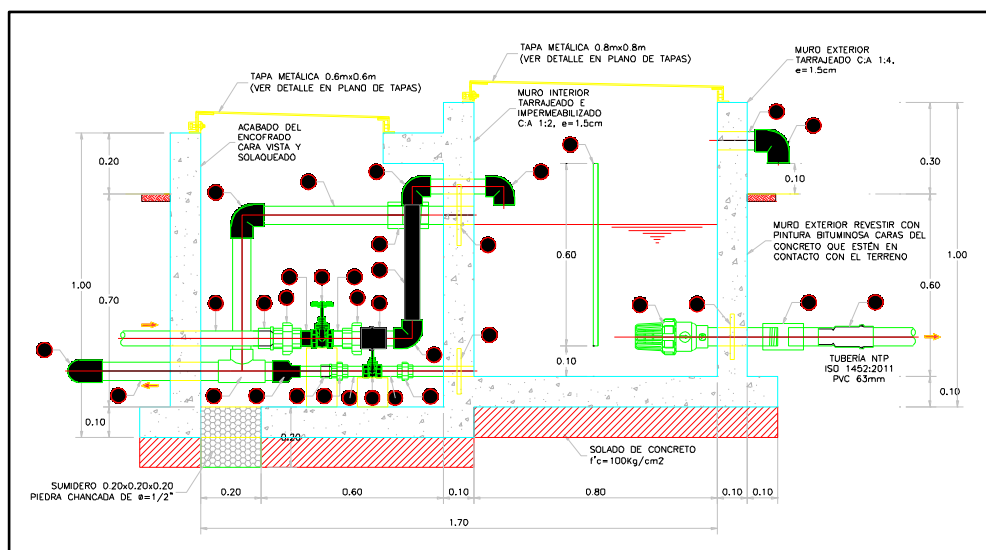 TAPA METÁLICA 0.8mx0.8m
(VER DETALLE EN PLANO DE TAPAS)
MURO EXTERIOR
TARRAJEADO C:A 1:4,
e=1.5cm
TAPA METÁLICA 0.6mx0.6m
(VER DETALLE EN PLANO DE TAPAS)
MURO INTERIOR
TARRAJEADO E
IMPERMEABILIZADO
C:A 1:2, e=1.5cm
ACABADO DEL
ENCOFRADO
CARA VISTA Y
SOLAQUEADO
0.20
0.30
0.10
MURO EXTERIOR REVESTIR CON
PINTURA BITUMINOSA CARAS DEL
CONCRETO QUE ESTÉN EN
CONTACTO CON EL TERRENO
0.60
1.00
0.70
1.00
0.60
0.10
TUBERÍA NTP
ISO 1452:2011
PVC 63mm
0.10
0.10
0.20
SOLADO DE CONCRETO
f'c=100Kg/cm2
SUMIDERO 0.20x0.20x0.20
PIEDRA CHANCADA DE ø=1/2"
0.20
0.60
0.10
0.80
0.10
0.10
1.70